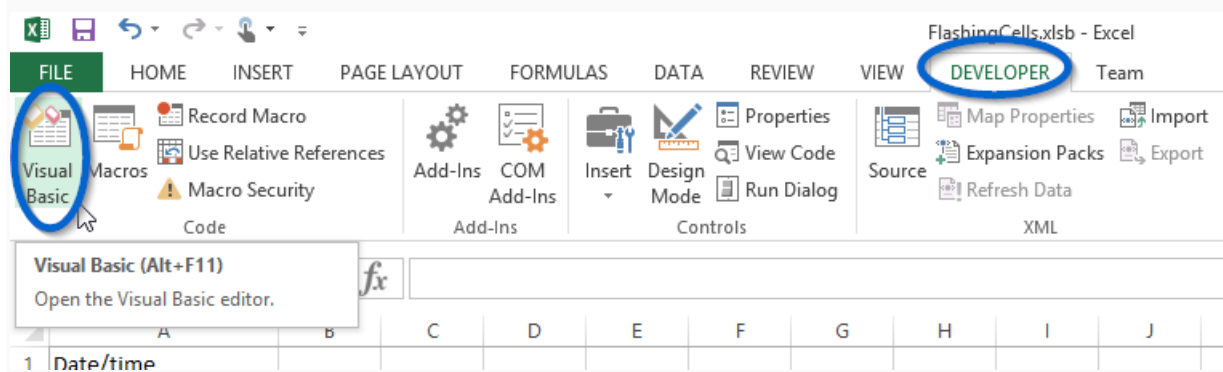 FlashingCells.xlsb - Excel
FILE HOME INSERT PAGE LAYOUT FORMULAS DATA REVIEW VIEW DEVELOPER Team
Visual Basic
Macros
Record Macro
Use Relative References
Macro Security
Code
Add-Ins
COM Add-Ins
Add-Ins
Insert
Design Mode
Properties
View Code
Run Dialog
Controls
Source
Map Properties
Expansion Packs
Refresh Data
Import
Export
XML
Visual Basic (Alt+F11)
Open the Visual Basic editor.
fx
A B C D E F G H I J
1 Date/time